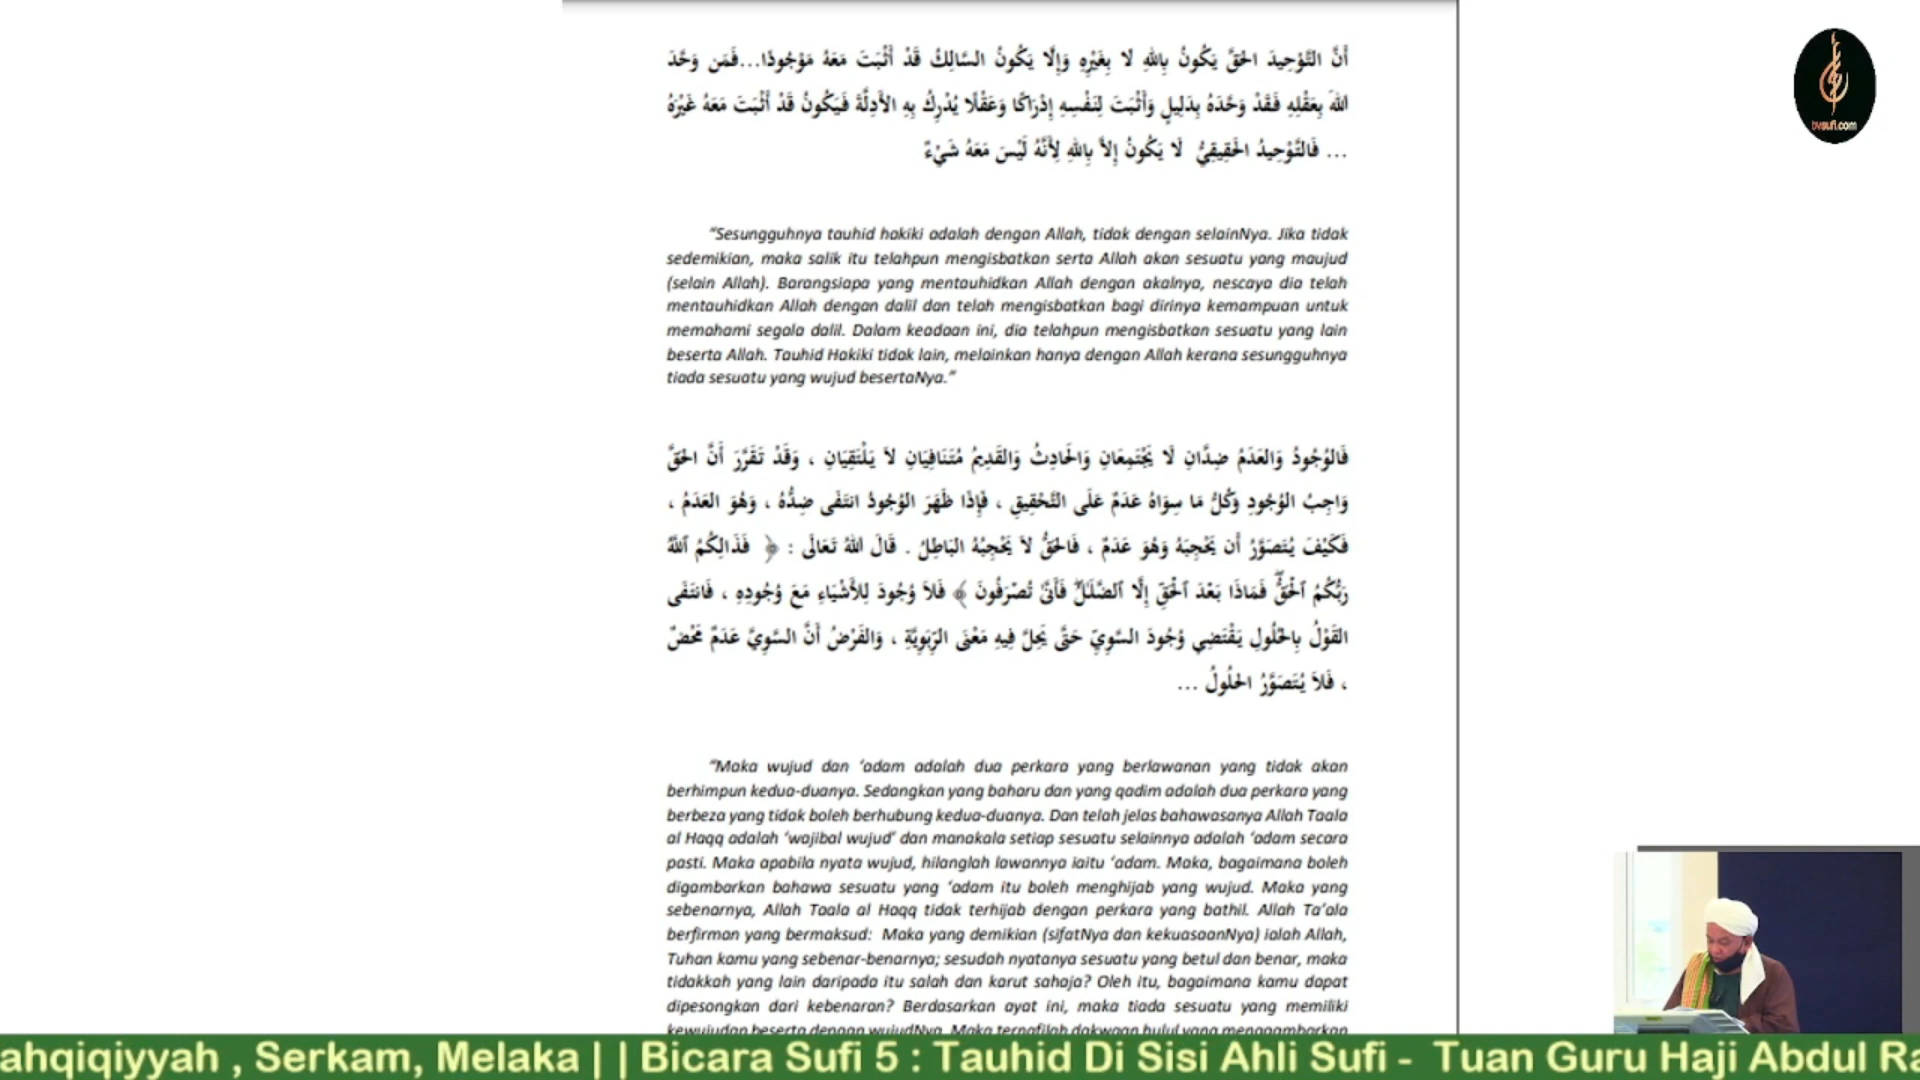 أَنَّ التَّوْحِيدَ الحَقَّ يَكُونُ بِاللهِ لا بِغَيْرِهِ وَإِلَّا يَكُونُ السَّالِكُ قَدْ أَثْبَتَ مَعَهُ مَوْجُودًا...فَمَن وَحَّدَ
اللهَ بِعَقْلِهِ فَقَدْ وَحَّدَهُ بِدَلِيلٍ وَأَثْبَتَ لِنَفْسِهِ إِدْرَاكًا وَعَقْلًا يُدْرِكُ بِهِ الأَدِلَّةَ فَيَكُونُ قَدْ أَثْبَتَ مَعَهُ غَيْرَهُ
... فَالتَّوْحِيدُ الحَقِيقِيُّ لَا يَكُونُ إِلاَّ بِاللهِ لِأَنَّهُ لَيْسَ مَعَهُ شَيْءٌ
"Sesungguhnya tauhid hakiki adalah dengan Allah, tidak dengan selainNya. Jika tidak
sedemikian, maka salik itu telahpun mengisbatkan serta Allah akan sesuatu yang maujud
(selain Allah). Barangsiapa yang mentauhidkan Allah dengan akalnya, nescaya dia telah
mentauhidkan Allah dengan dalil dan telah mengisbatkan bagi dirinya kemampuan untuk
memahami segala dalil. Dalam keadaan ini, dia telahpun mengisbatkan sesuatu yang lain
beserta Allah. Tauhid Hakiki tidak lain, melainkan hanya dengan Allah kerana sesungguhnya
tiada sesuatu yang wujud besertaNya."
فَالوُجُودُ وَالعَدَمُ ضِدَّانِ لَا يَجْتَمِعَانِ وَالحَادِثُ وَالقَدِيمُ مُتَنَافِيَانِ لاَ يَلْتَقِيَانِ ، وَقَدْ تَقَرَّرَ أَنَّ الحَقَّ
وَاجِبُ الوُجُودِ وَكُلُّ مَا سِوَاهُ عَدَمٌ عَلَى التَّحْقِيقِ ، فَإِذَا ظَهَرَ الوُجُودُ انتَفَى ضِدُّهُ ، وَهُوَ العَدَمُ ،
فَكَيْفَ يُتَصَوَّرُ أَن يَحْجِبَهُ وَهُوَ عَدَمٌ ، فَالحَقُّ لاَ يَحْجِبُهُ البَاطِلُ . قَالَ اللهُ تَعَالَى : ﴿ فَذَالِكُمُ ٱللَّهُ
رَبُّكُمُ ٱلْحَقُّ ۖ فَمَاذَا بَعْدَ ٱلْحَقِّ إِلَّا ٱلضَّلَـٰلُ ۖ فَأَنَّىٰ تُصْرَفُونَ ﴾ فَلاَ وُجُودَ لِلأَشْيَاءِ مَعَ وُجُودِهِ ، فَانتَفَى
القَوْلُ بِالحُلُولِ يَقْتَضِي وُجُودَ السَّوِيِّ حَتَّى يَحِلَّ فِيهِ مَعْنَى الرّبَوِيَّةِ ، وَالفَرْضُ أَنَّ السَّوِيَّ عَدَمٌ مَحْضٌ
، فَلاَ يُتَصَوَّرُ الحُلُولُ ...
"Maka wujud dan 'adam adalah dua perkara yang berlawanan yang tidak akan
berhimpun kedua-duanya. Sedangkan yang baharu dan yang qadim adalah dua perkara yang
berbeza yang tidak boleh berhubung kedua-duanya. Dan telah jelas bahawasanya Allah Taala
al Haqq adalah 'wajibal wujud' dan manakala setiap sesuatu selainnya adalah 'adam secara
pasti. Maka apabila nyata wujud, hilanglah lawannya iaitu 'adam. Maka, bagaimana boleh
digambarkan bahawa sesuatu yang 'adam itu boleh menghijab yang wujud. Maka yang
sebenarnya, Allah Taala al Haqq tidak terhijab dengan perkara yang bathil. Allah Ta'ala
berfirman yang bermaksud: Maka yang demikian (sifatNya dan kekuasaanNya) ialah Allah,
Tuhan kamu yang sebenar-benarnya; sesudah nyatanya sesuatu yang betul dan benar, maka
tidakkah yang lain daripada itu salah dan karut sahaja? Oleh itu, bagaimana kamu dapat
dipesongkan dari kebenaran? Berdasarkan ayat ini, maka tiada sesuatu yang memiliki
kewujudan beserta dengan wujudNya. Maka ternafilah dakwaan hulul yang menggambarkan
tvsufi.com
ahqiqiyyah , Serkam, Melaka | | Bicara Sufi 5 : Tauhid Di Sisi Ahli Sufi - Tuan Guru Haji Abdul Ra